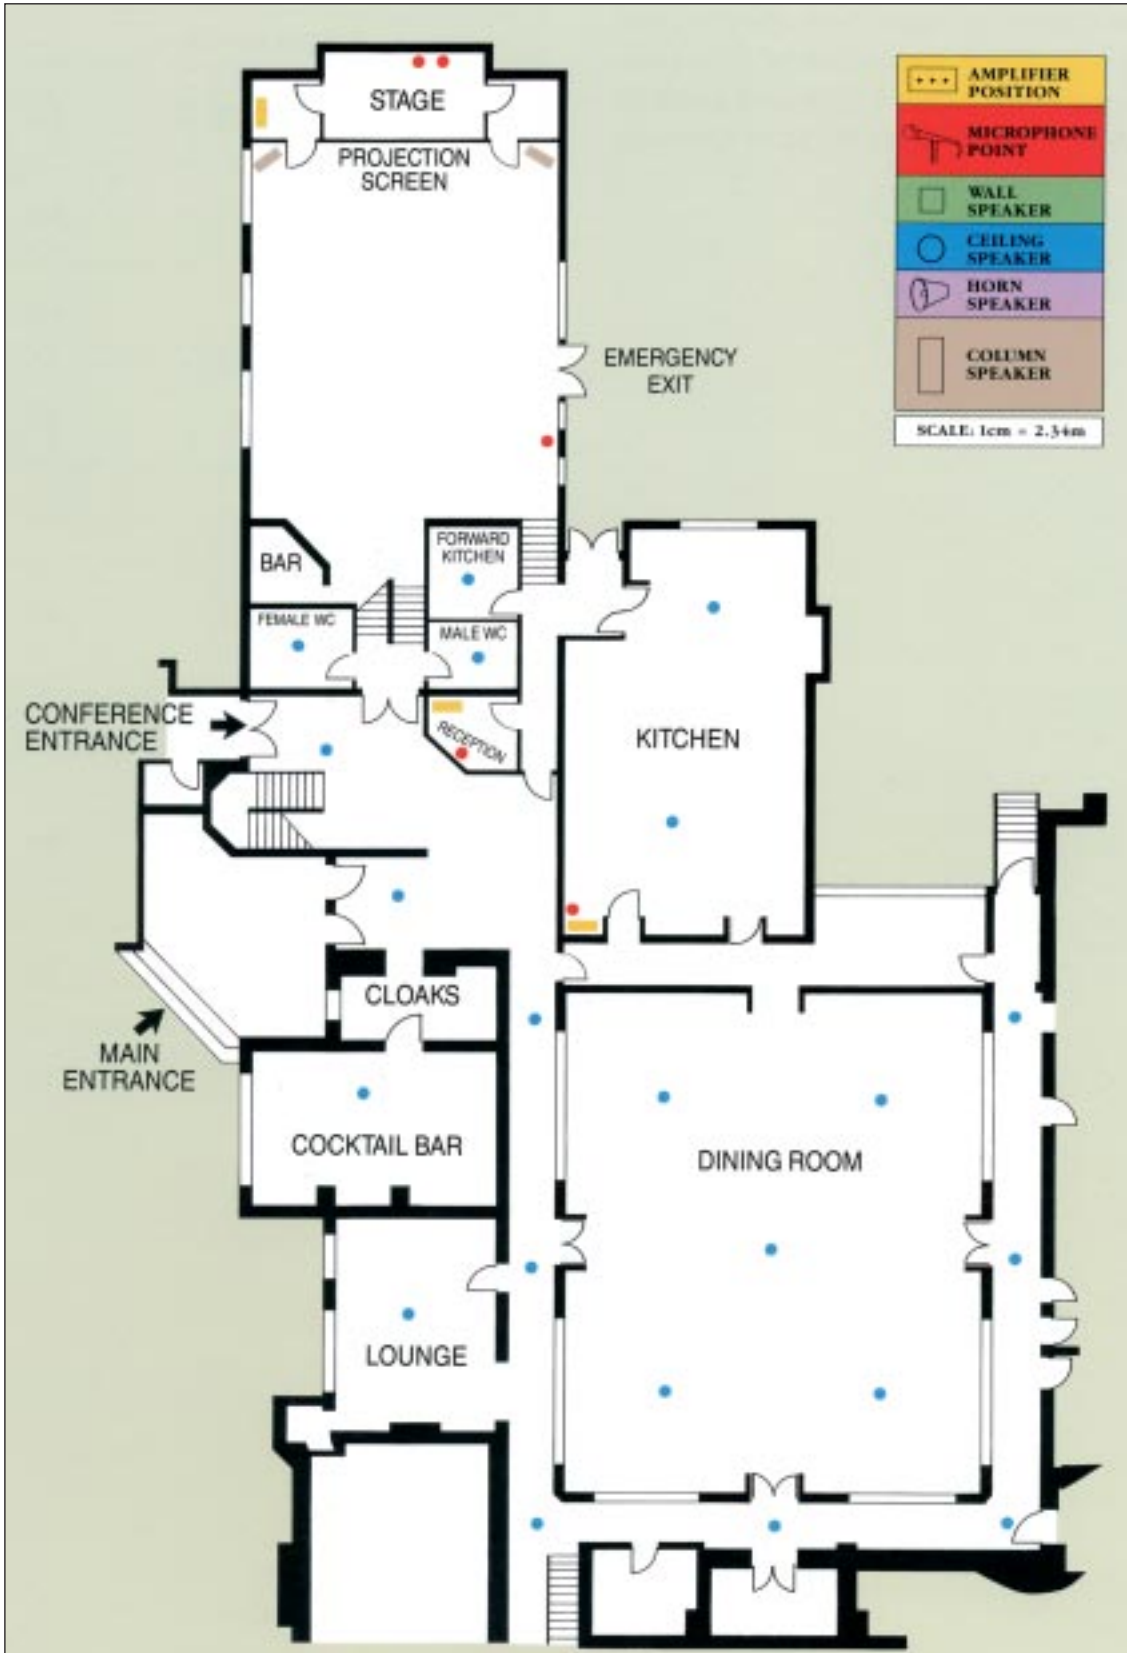 STAGE
PROJECTION
SCREEN
AMPLIFIER
POSITION
MICROPHONE
POINT
WALL
SPEAKER
CEILING
SPEAKER
HORN
SPEAKER
COLUMN
SPEAKER
SCALE: 1cm = 2.34m
EMERGENCY
EXIT
BAR
FORWARD
KITCHEN
FEMALE WC
MALE WC
CONFERENCE
ENTRANCE
RECEPTION
KITCHEN
CLOAKS
MAIN
ENTRANCE
COCKTAIL BAR
DINING ROOM
LOUNGE